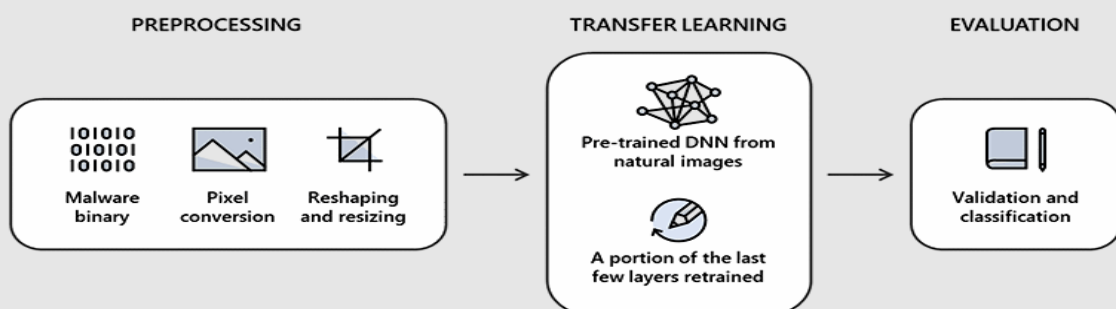 PREPROCESSING
TRANSFER LEARNING
EVALUATION
101010
010101
101010
Malware
binary
Pixel
conversion
Reshaping
and resizing
Pre-trained DNN from
natural images
A portion of the last
few layers retrained
Validation and
classification